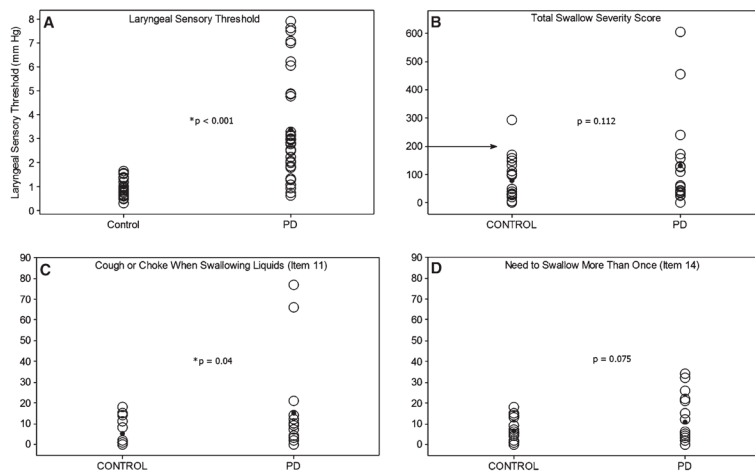 A
Laryngeal Sensory Threshold
Laryngeal Sensory Threshold (mm Hg)
8
7
6
5
4
3
2
1
0
*p < 0.001
Control
PD
B
Total Swallow Severity Score
600
500
400
300
200
100
0
p = 0.112
CONTROL
PD
C
Cough or Choke When Swallowing Liquids (Item 11)
90
80
70
60
50
40
30
20
10
0
*p = 0.04
CONTROL
PD
D
Need to Swallow More Than Once (Item 14)
90
80
70
60
50
40
30
20
10
0
p = 0.075
CONTROL
PD